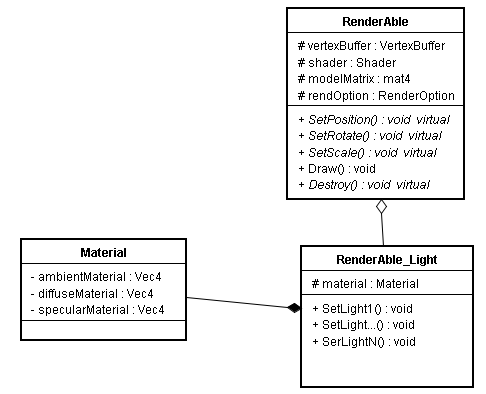 RenderAble
# vertexBuffer : VertexBuffer
# shader : Shader
# modelMatrix : mat4
# rendOption : RenderOption
+ SetPosition() : void virtual
+ SetRotate() : void virtual
+ SetScale() : void virtual
+ Draw() : void
+ Destroy() : void virtual
Material
- ambientMaterial : Vec4
- diffuseMaterial : Vec4
- specularMaterial : Vec4
RenderAble_Light
# material : Material
+ SetLight1() : void
+ SetLight...() : void
+ SerLightN() : void